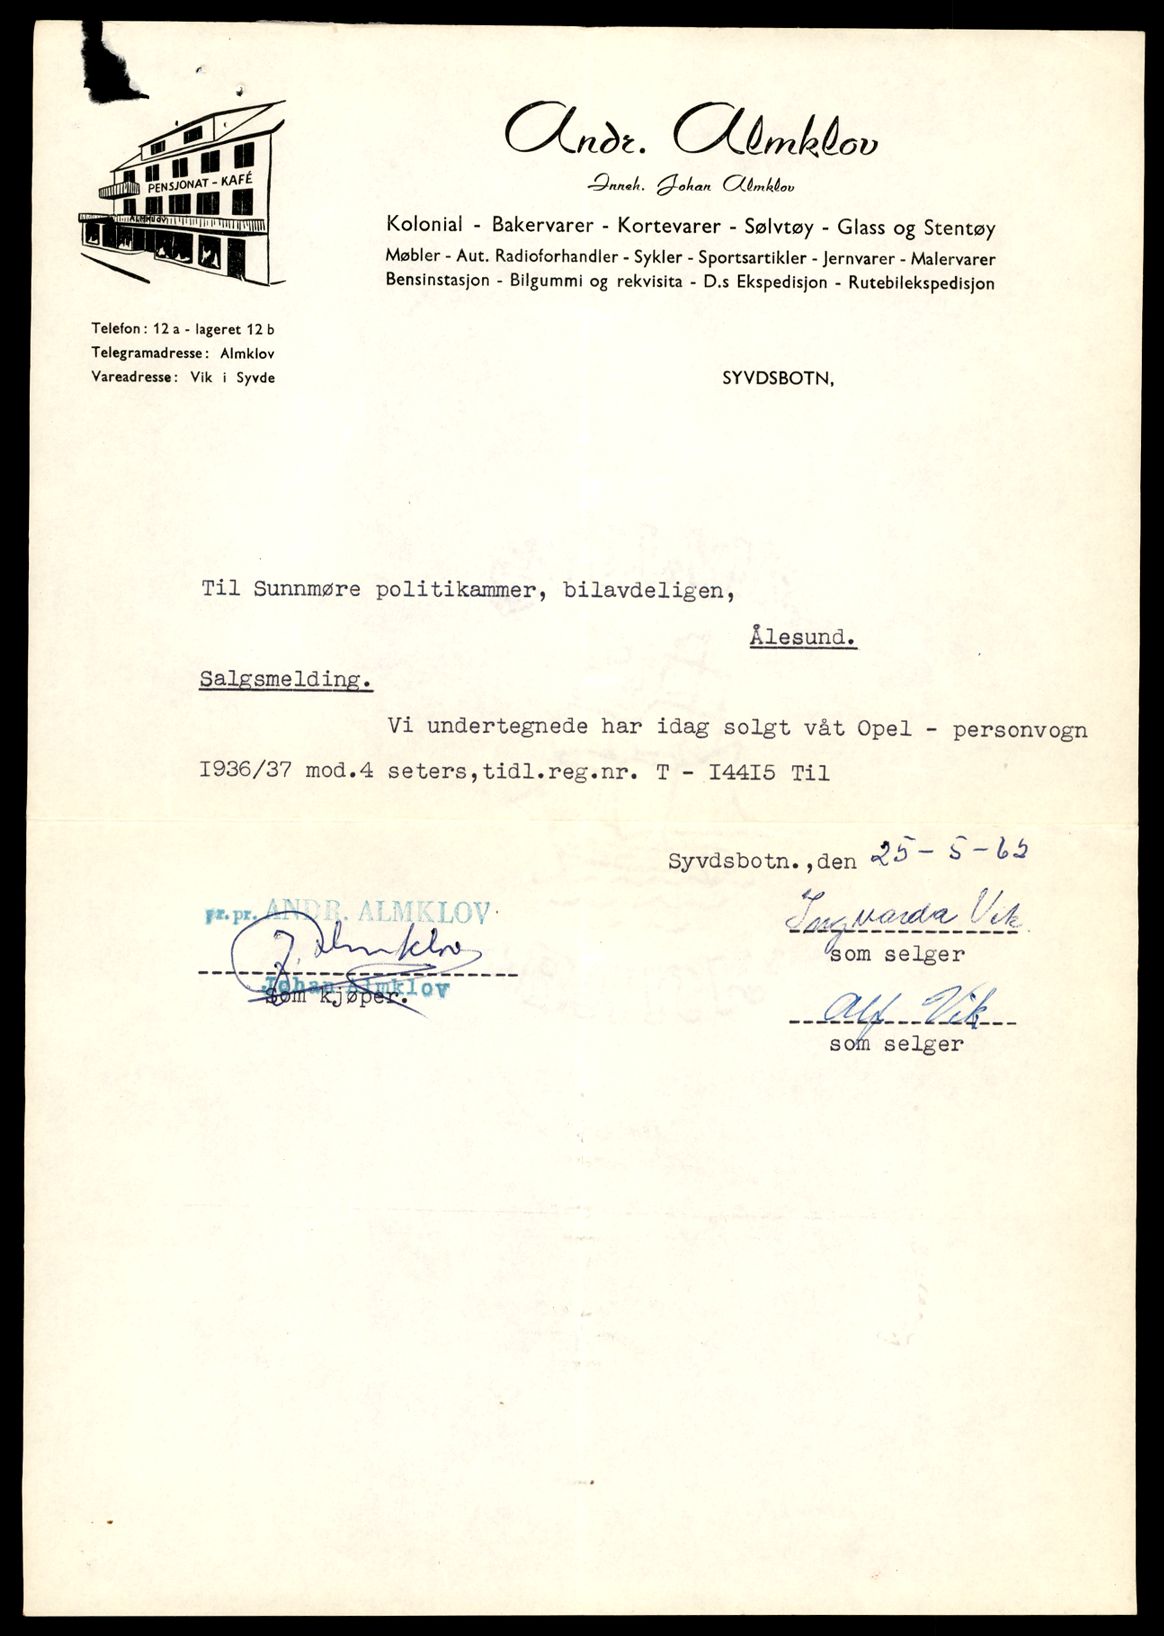 PENSJONAT - KAFÉ
ALMKLOV
Andr. Almklov
Inneh. Johan Almklov
Kolonial - Bakervarer - Kortevarer - Sølvtøy - Glass og Stentøy
Møbler - Aut. Radioforhandler - Sykler - Sportsartikler - Jernvarer - Malervarer
Bensinstasjon - Bilgummi og rekvisita - D.s Ekspedisjon - Rutebilekspedisjon
Telefon: 12 a - lageret 12 b
Telegramadresse: Almklov
Vareadresse: Vik i Syvde
SYVDSBOTN,
Til Sunnmøre politikammer, bilavdeligen,
Ålesund.
Salgsmelding.
Vi undertegnede har idag solgt våt Opel - personvogn
I936/37 mod.4 seters,tidl.reg.nr. T - I44I5 Til
Syvdsbotn.,den 25-5-65
pr.pr. ANDR. ALMKLOV
J. Almklov
Johan Almklov
Som kjøper.
Ingvarda Vik
som selger
Alf Vik
som selger